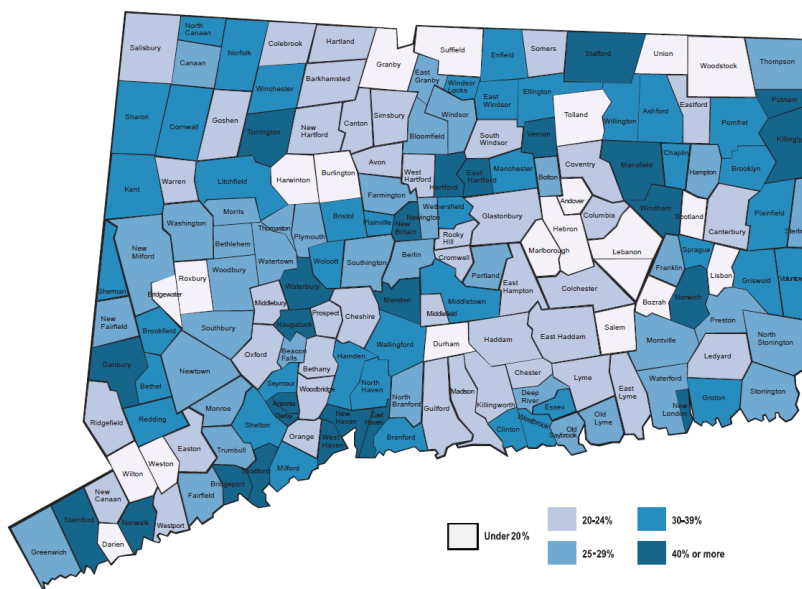 North
Canaan
Salisbury
Canaan
Norfolk
Colebrook
Hartland
Granby
Suffield
Enfield
Somers
Stafford
Union
Woodstock
Thompson
Putnam
Winchester
Barkhamsted
East
Granby
Windsor
Locks
East
Windsor
Ellington
Tolland
Willington
Ashford
Eastford
Pomfret
Killingly
Sharon
Cornwall
Goshen
Torrington
New
Hartford
Canton
Simsbury
Bloomfield
Windsor
South
Windsor
Vernon
Mansfield
Chaplin
Hampton
Brooklyn
Kent
Warren
Litchfield
Harwinton
Burlington
Avon
West
Hartford
Hartford
East
Hartford
Manchester
Bolton
Coventry
Windham
Scotland
Canterbury
Plainfield
Farmington
Washington
Morris
Bethlehem
Thomaston
Plymouth
Bristol
Plainville
New
Britain
Newington
Wethersfield
Rocky
Hill
Glastonbury
Andover
Hebron
Columbia
Lebanon
Marlborough
New
Milford
Watertown
Woodbury
Roxbury
Wolcott
Southington
Berlin
Cromwell
Portland
East
Hampton
Colchester
Franklin
Sprague
Lisbon
Griswold
Norwich
Bozrah
Preston
North
Stonington
Sherman
Bridgewater
New
Fairfield
Brookfield
Southbury
Middlebury
Waterbury
Naugatuck
Prospect
Cheshire
Meriden
Middlefield
Middletown
Durham
Haddam
East Haddam
Salem
Montville
Ledyard
Danbury
Bethel
Newtown
Oxford
Beacon
Falls
Bethany
Hamden
Wallingford
North
Haven
North
Branford
Guilford
Madison
Killingworth
Chester
Deep
River
Essex
Lyme
East
Lyme
Waterford
New
London
Groton
Stonington
Redding
Ridgefield
Monroe
Seymour
Ansonia
Derby
Woodbridge
Shelton
Orange
New
Haven
West
Haven
East
Haven
Branford
Clinton
Westbrook
Old
Saybrook
Old
Lyme
Wilton
Weston
Easton
Trumbull
Stratford
Milford
Bridgeport
Fairfield
New
Canaan
Norwalk
Westport
Darien
Stamford
Greenwich
Under 20%
20-24%
25-29%
30-39%
40% or more